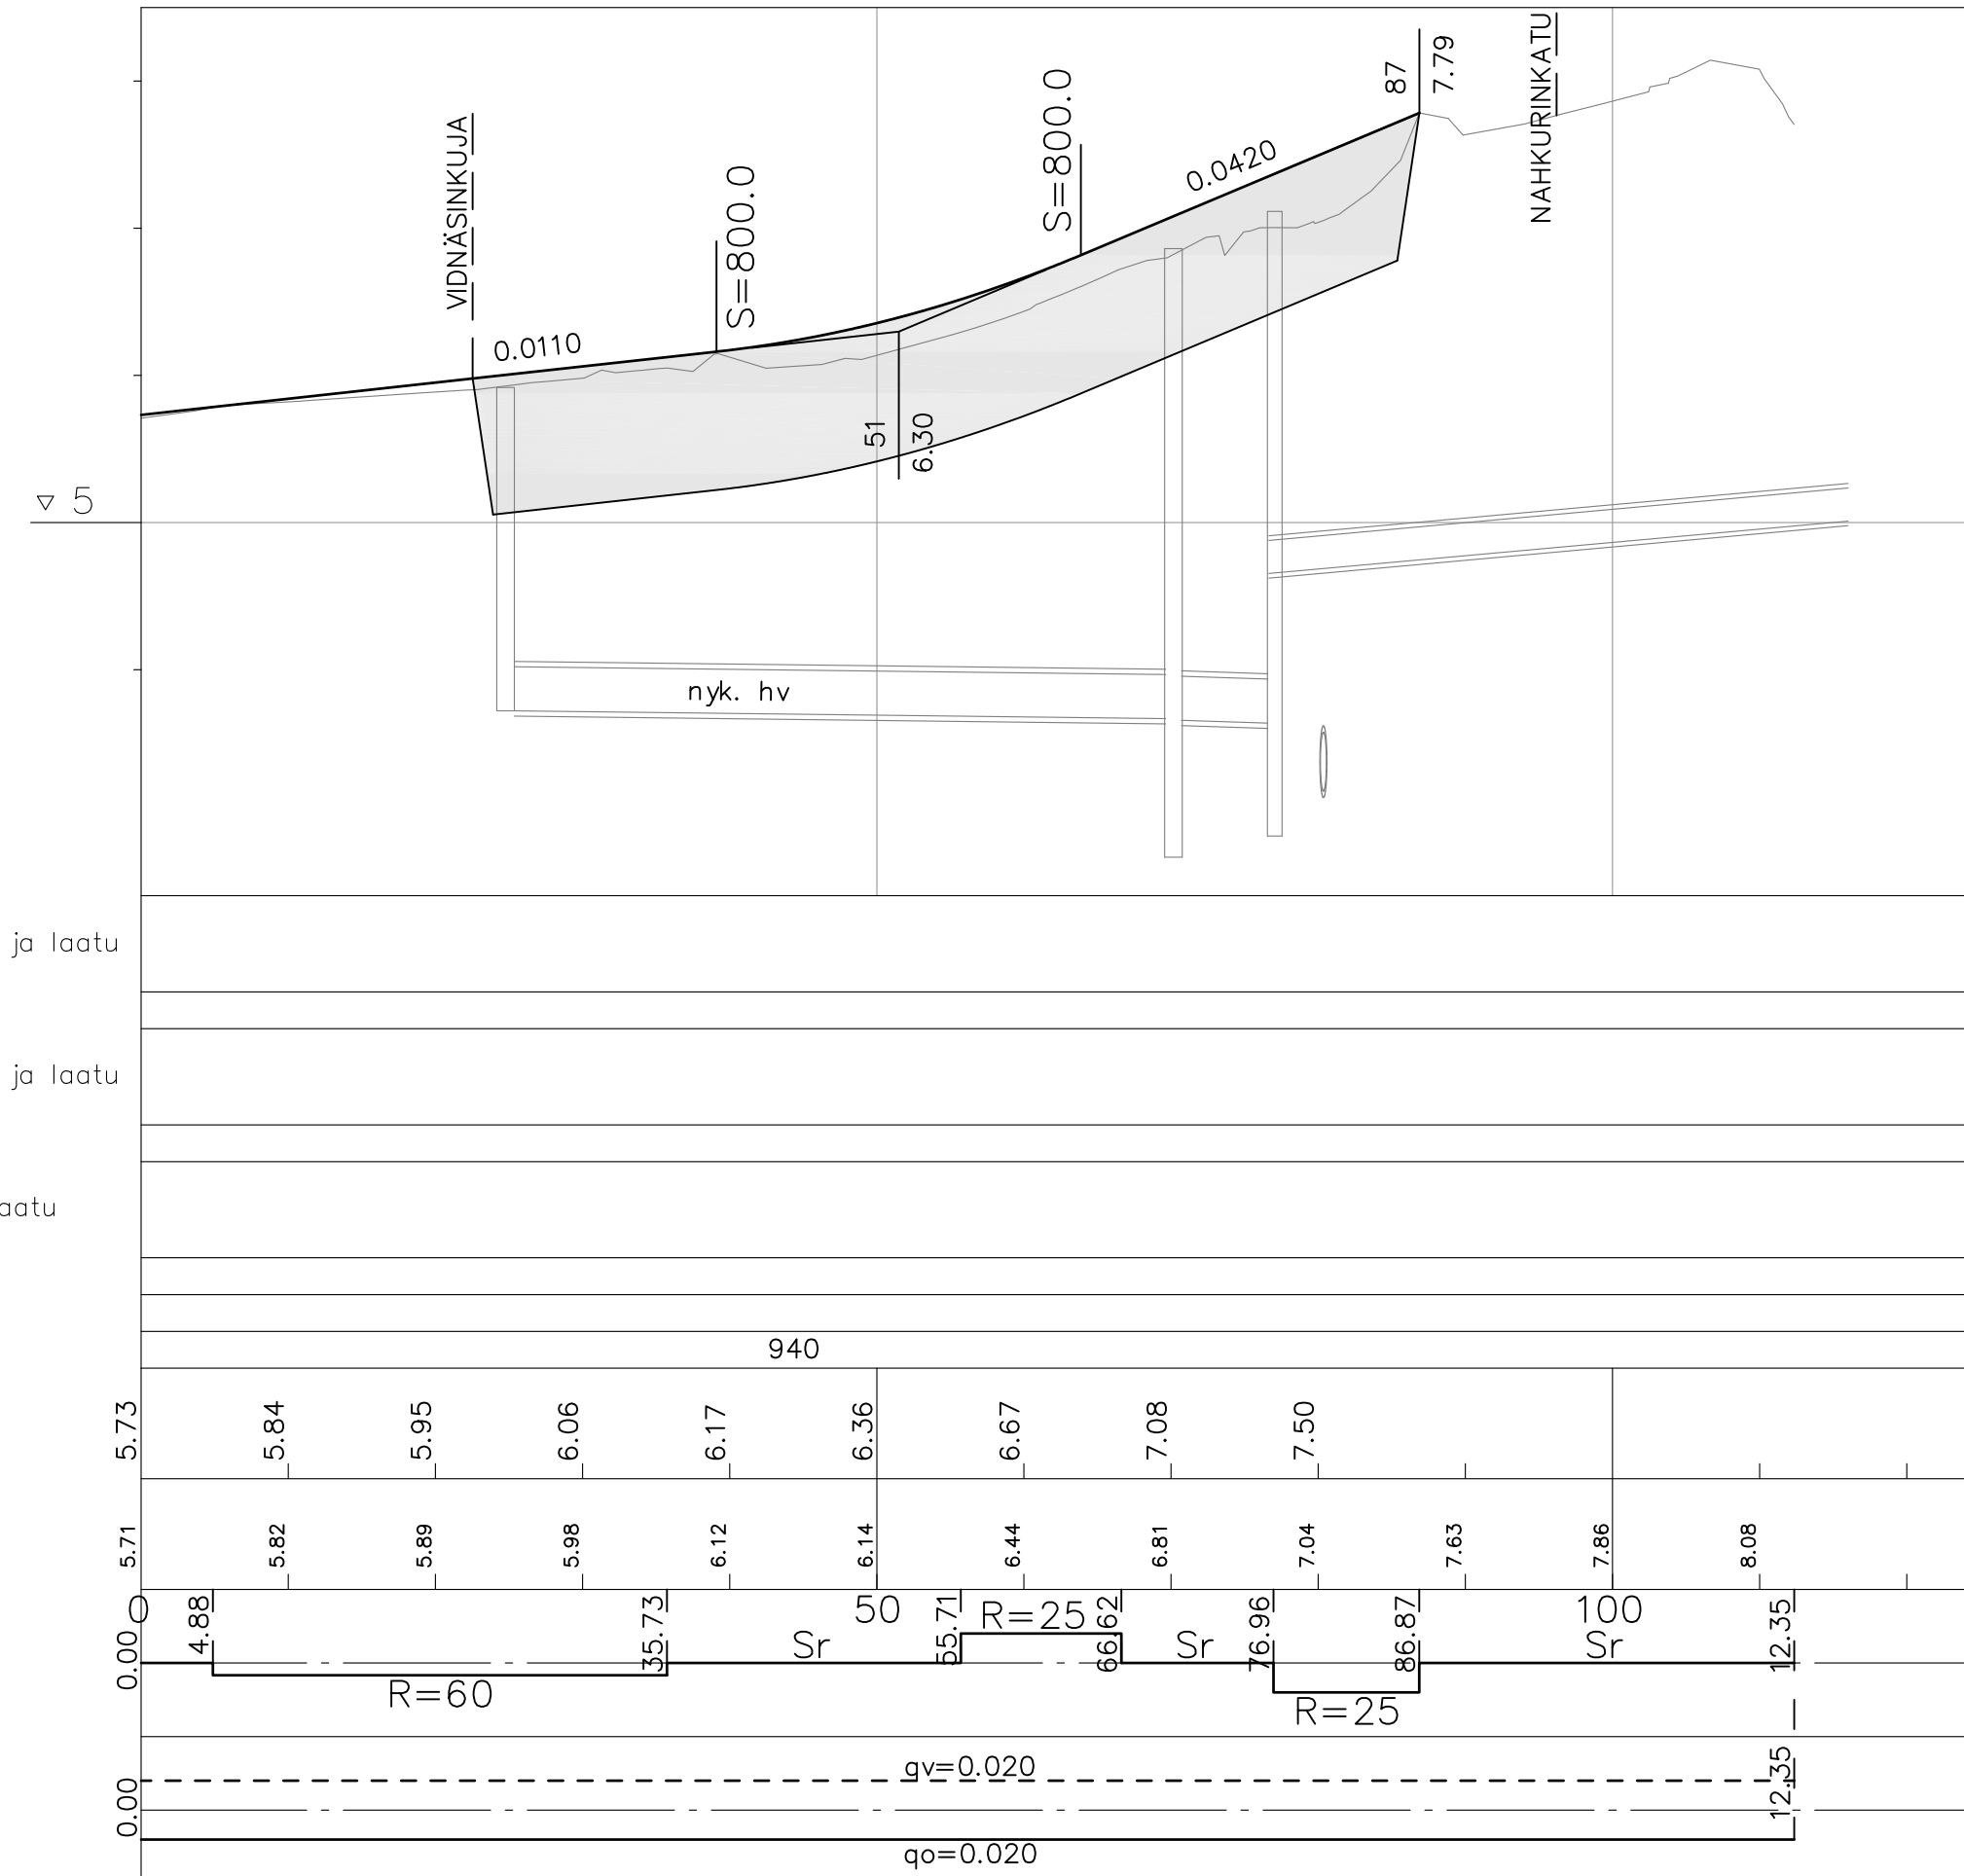 VIDNÄSINKUJA
0.0110
S=800.0
S=800.0
0.0420
87
7.79
NAHKURINKATU
51
6.30
5
nyk. hv
ja laatu
ja laatu
aatu
940
5.73 5.84 5.95 6.06 6.17 6.36 6.67 7.08 7.50
5.71 5.82 5.89 5.98 6.12 6.14 6.44 6.81 7.04 7.63 7.86 8.08
0 50 100
0.00 4.88 35.73 55.71 66.62 76.96 86.87 12.35
R=60 Sr R=25 Sr R=25 Sr
qv=0.020
0.00 12.35
qo=0.020